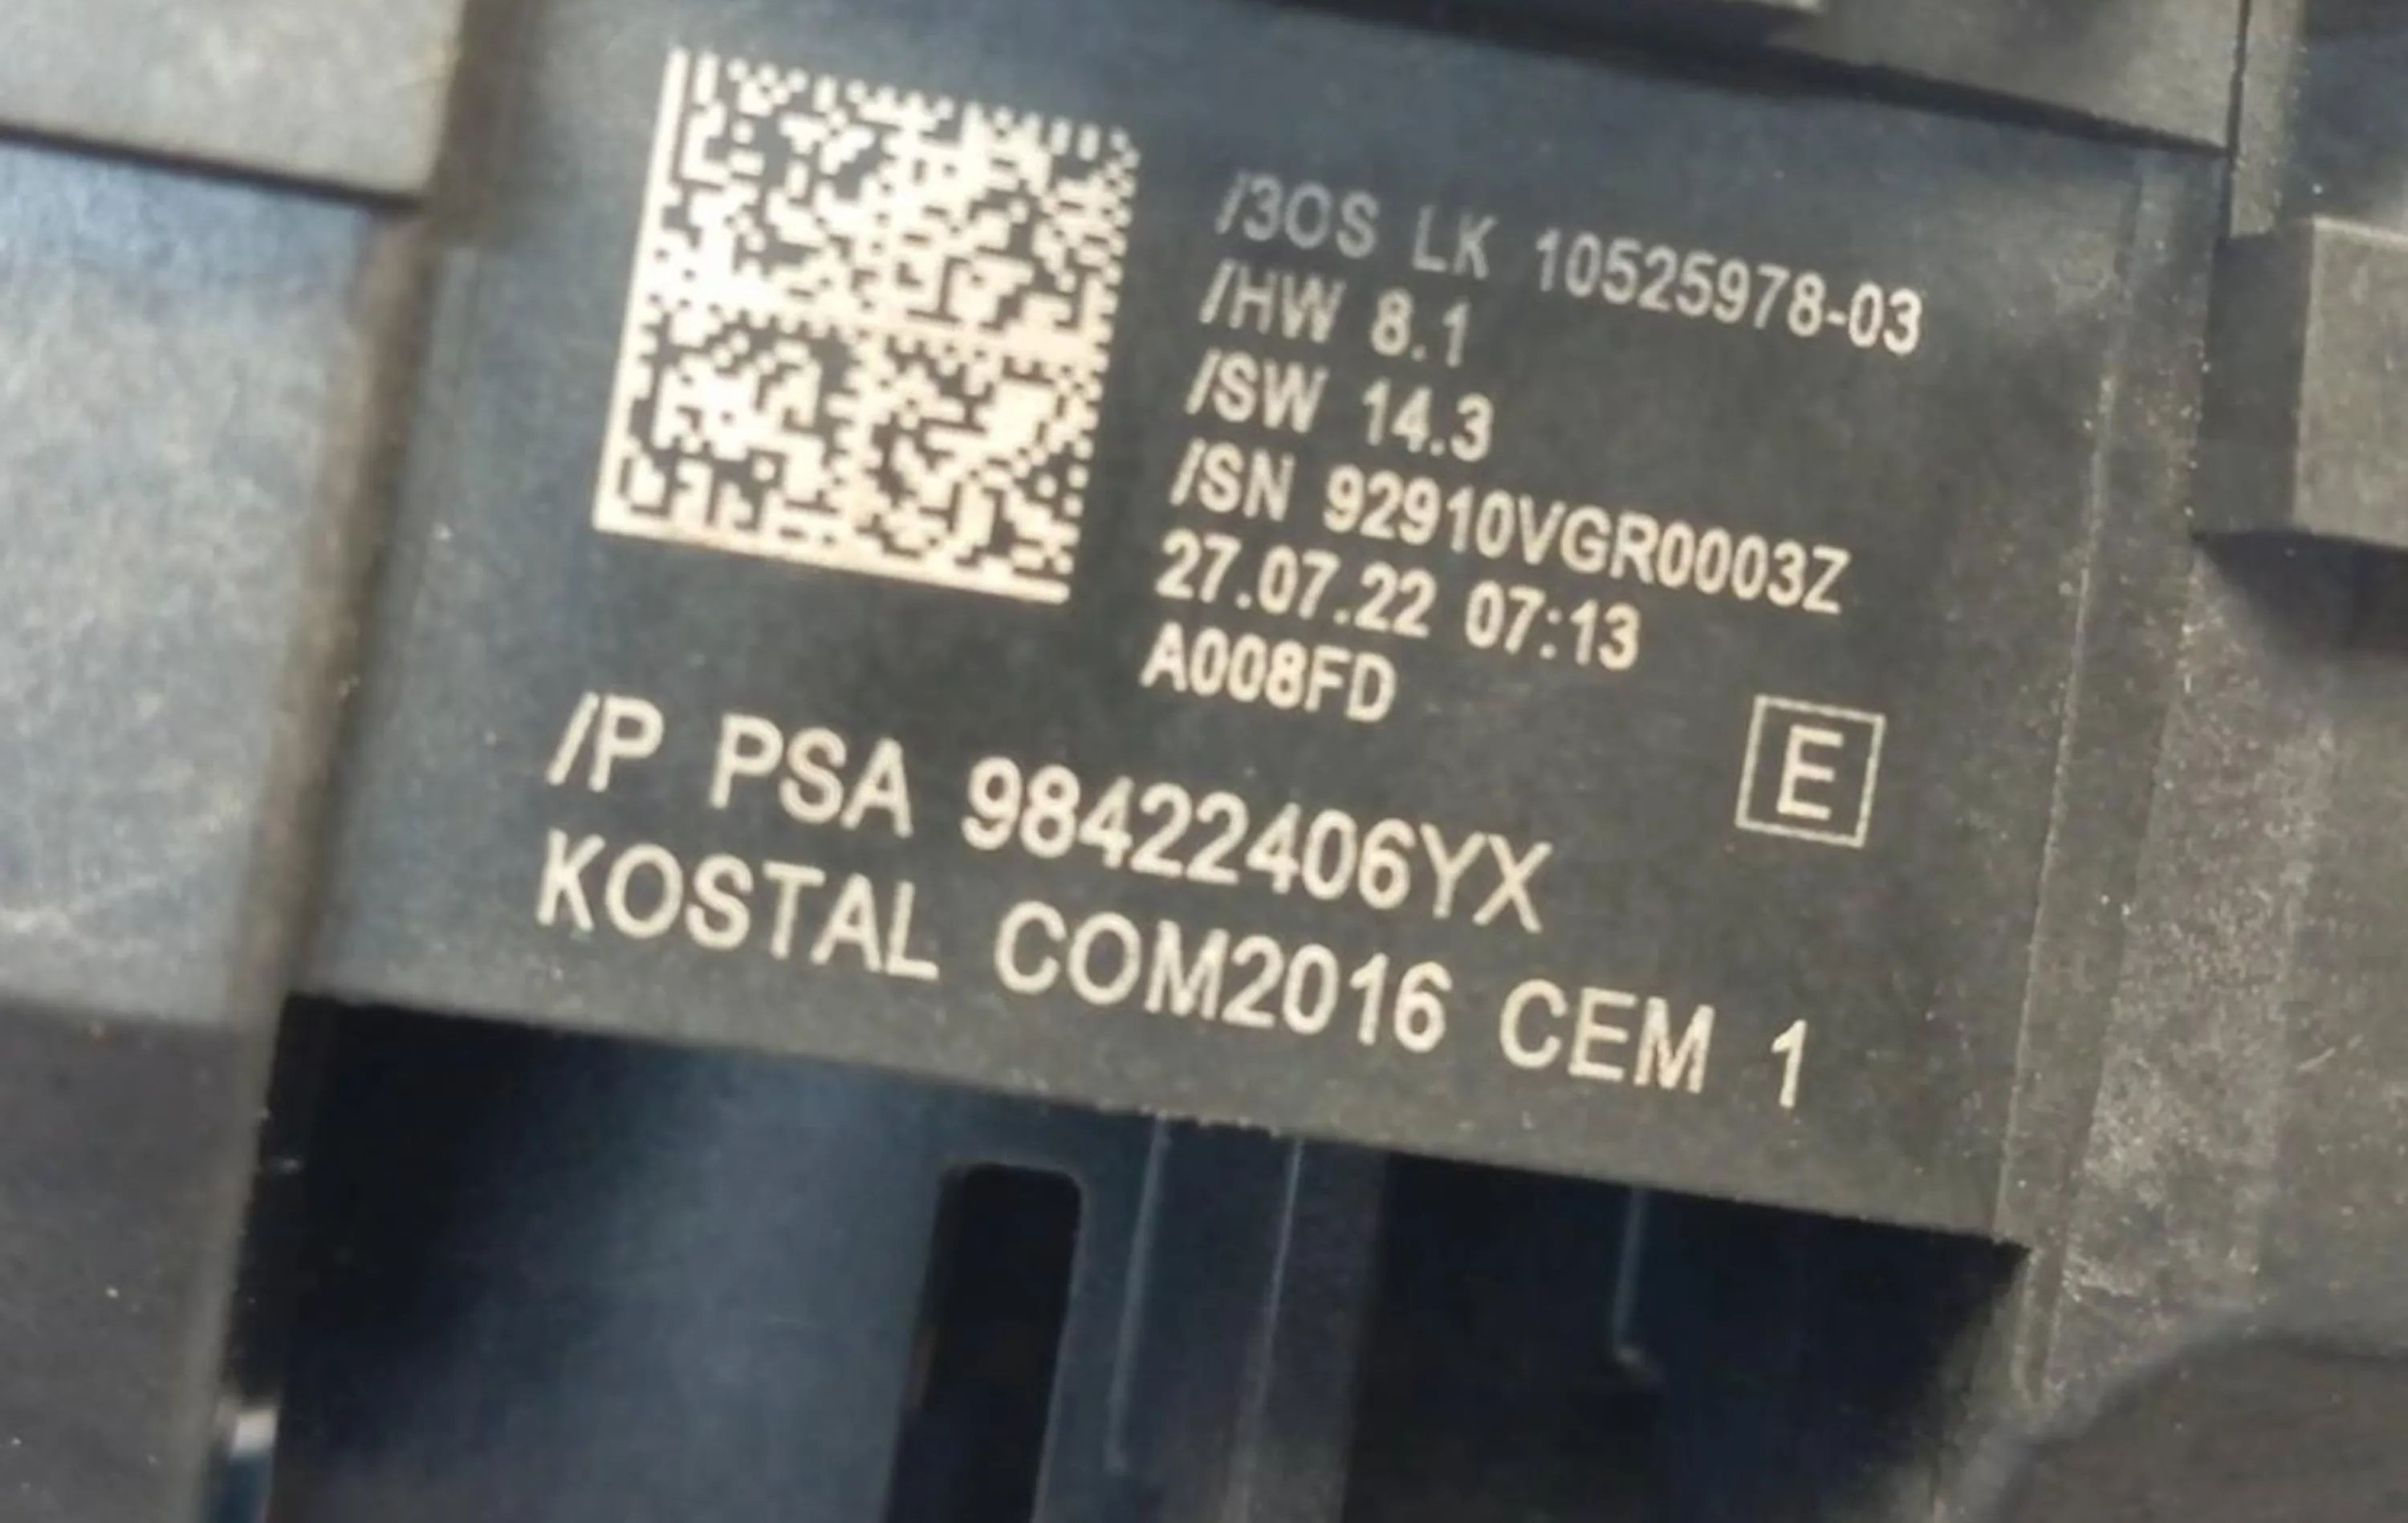 /3OS LK 10525978-03
/HW 8.1
/SW 14.3
/SN 92910VGR0003Z
27.07.22 07:13
A008FD
E
/P PSA 98422406YX
KOSTAL COM2016 CEM 1